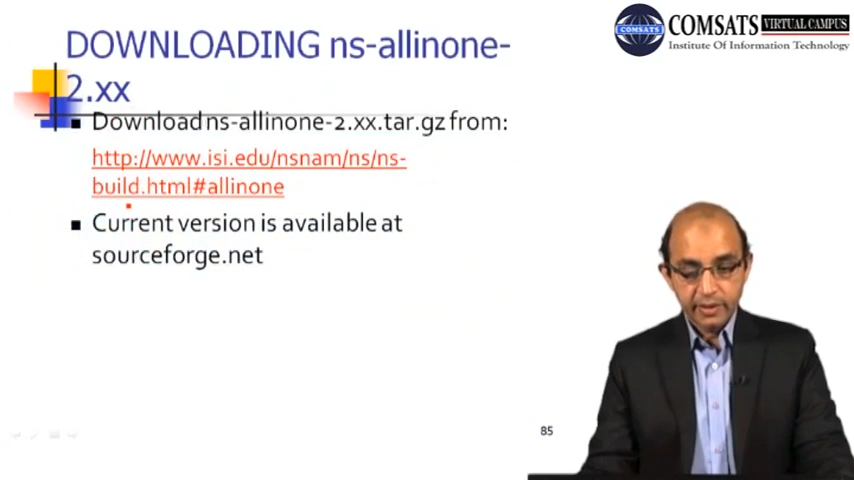 DOWNLOADING ns-allinone-
2.xx
Download ns-allinone-2.xx.tar.gz from:
http://www.isi.edu/nsnam/ns/ns-
build.html#allinone
Current version is available at
sourceforge.net
COMSATS
COMSATS VIRTUAL CAMPUS
Institute Of Information Technology
85